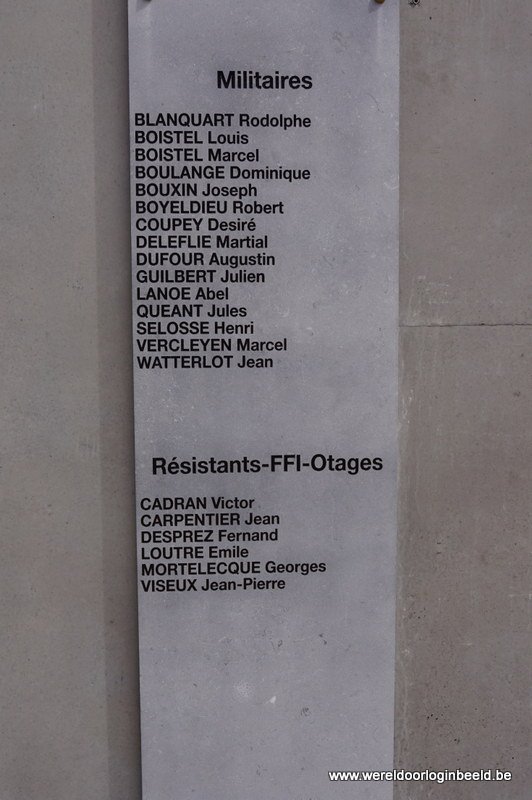 Militaires
BLANQUART Rodolphe
BOISTEL Louis
BOISTEL Marcel
BOULANGE Dominique
BOUXIN Joseph
BOYELDIEU Robert
COUPEY Desiré
DELEFLIE Martial
DUFOUR Augustin
GUILBERT Julien
LANOE Abel
QUEANT Jules
SELOSSE Henri
VERCLEYEN Marcel
WATTERLOT Jean
Résistants-FFI-Otages
CADRAN Victor
CARPENTIER Jean
DESPREZ Fernand
LOUTRE Emile
MORTELECQUE Georges
VISEUX Jean-Pierre
www.wereldoorloginbeeld.be